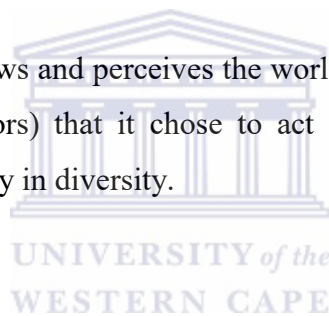 ws and perceives the worl
ors) that it chose to act
y in diversity.
UNIVERSITY of the
WESTERN CAPE